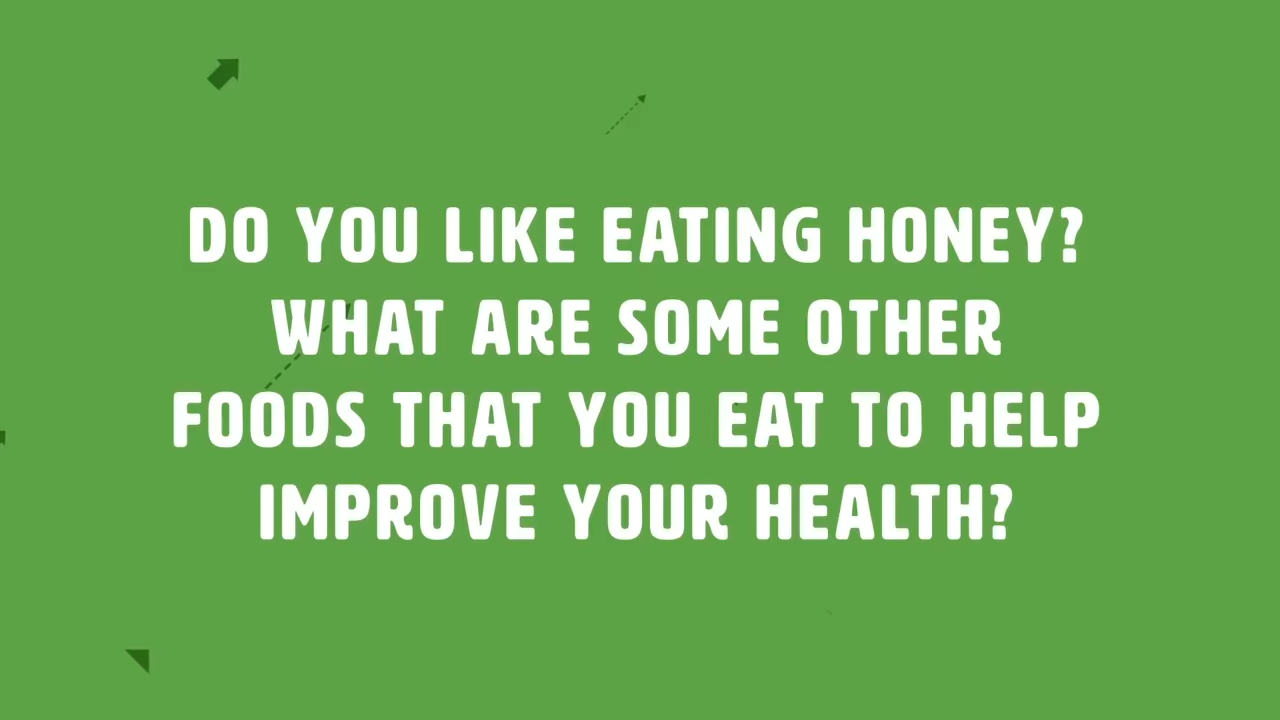 DO YOU LIKE EATING HONEY?
WHAT ARE SOME OTHER
FOODS THAT YOU EAT TO HELP
IMPROVE YOUR HEALTH?